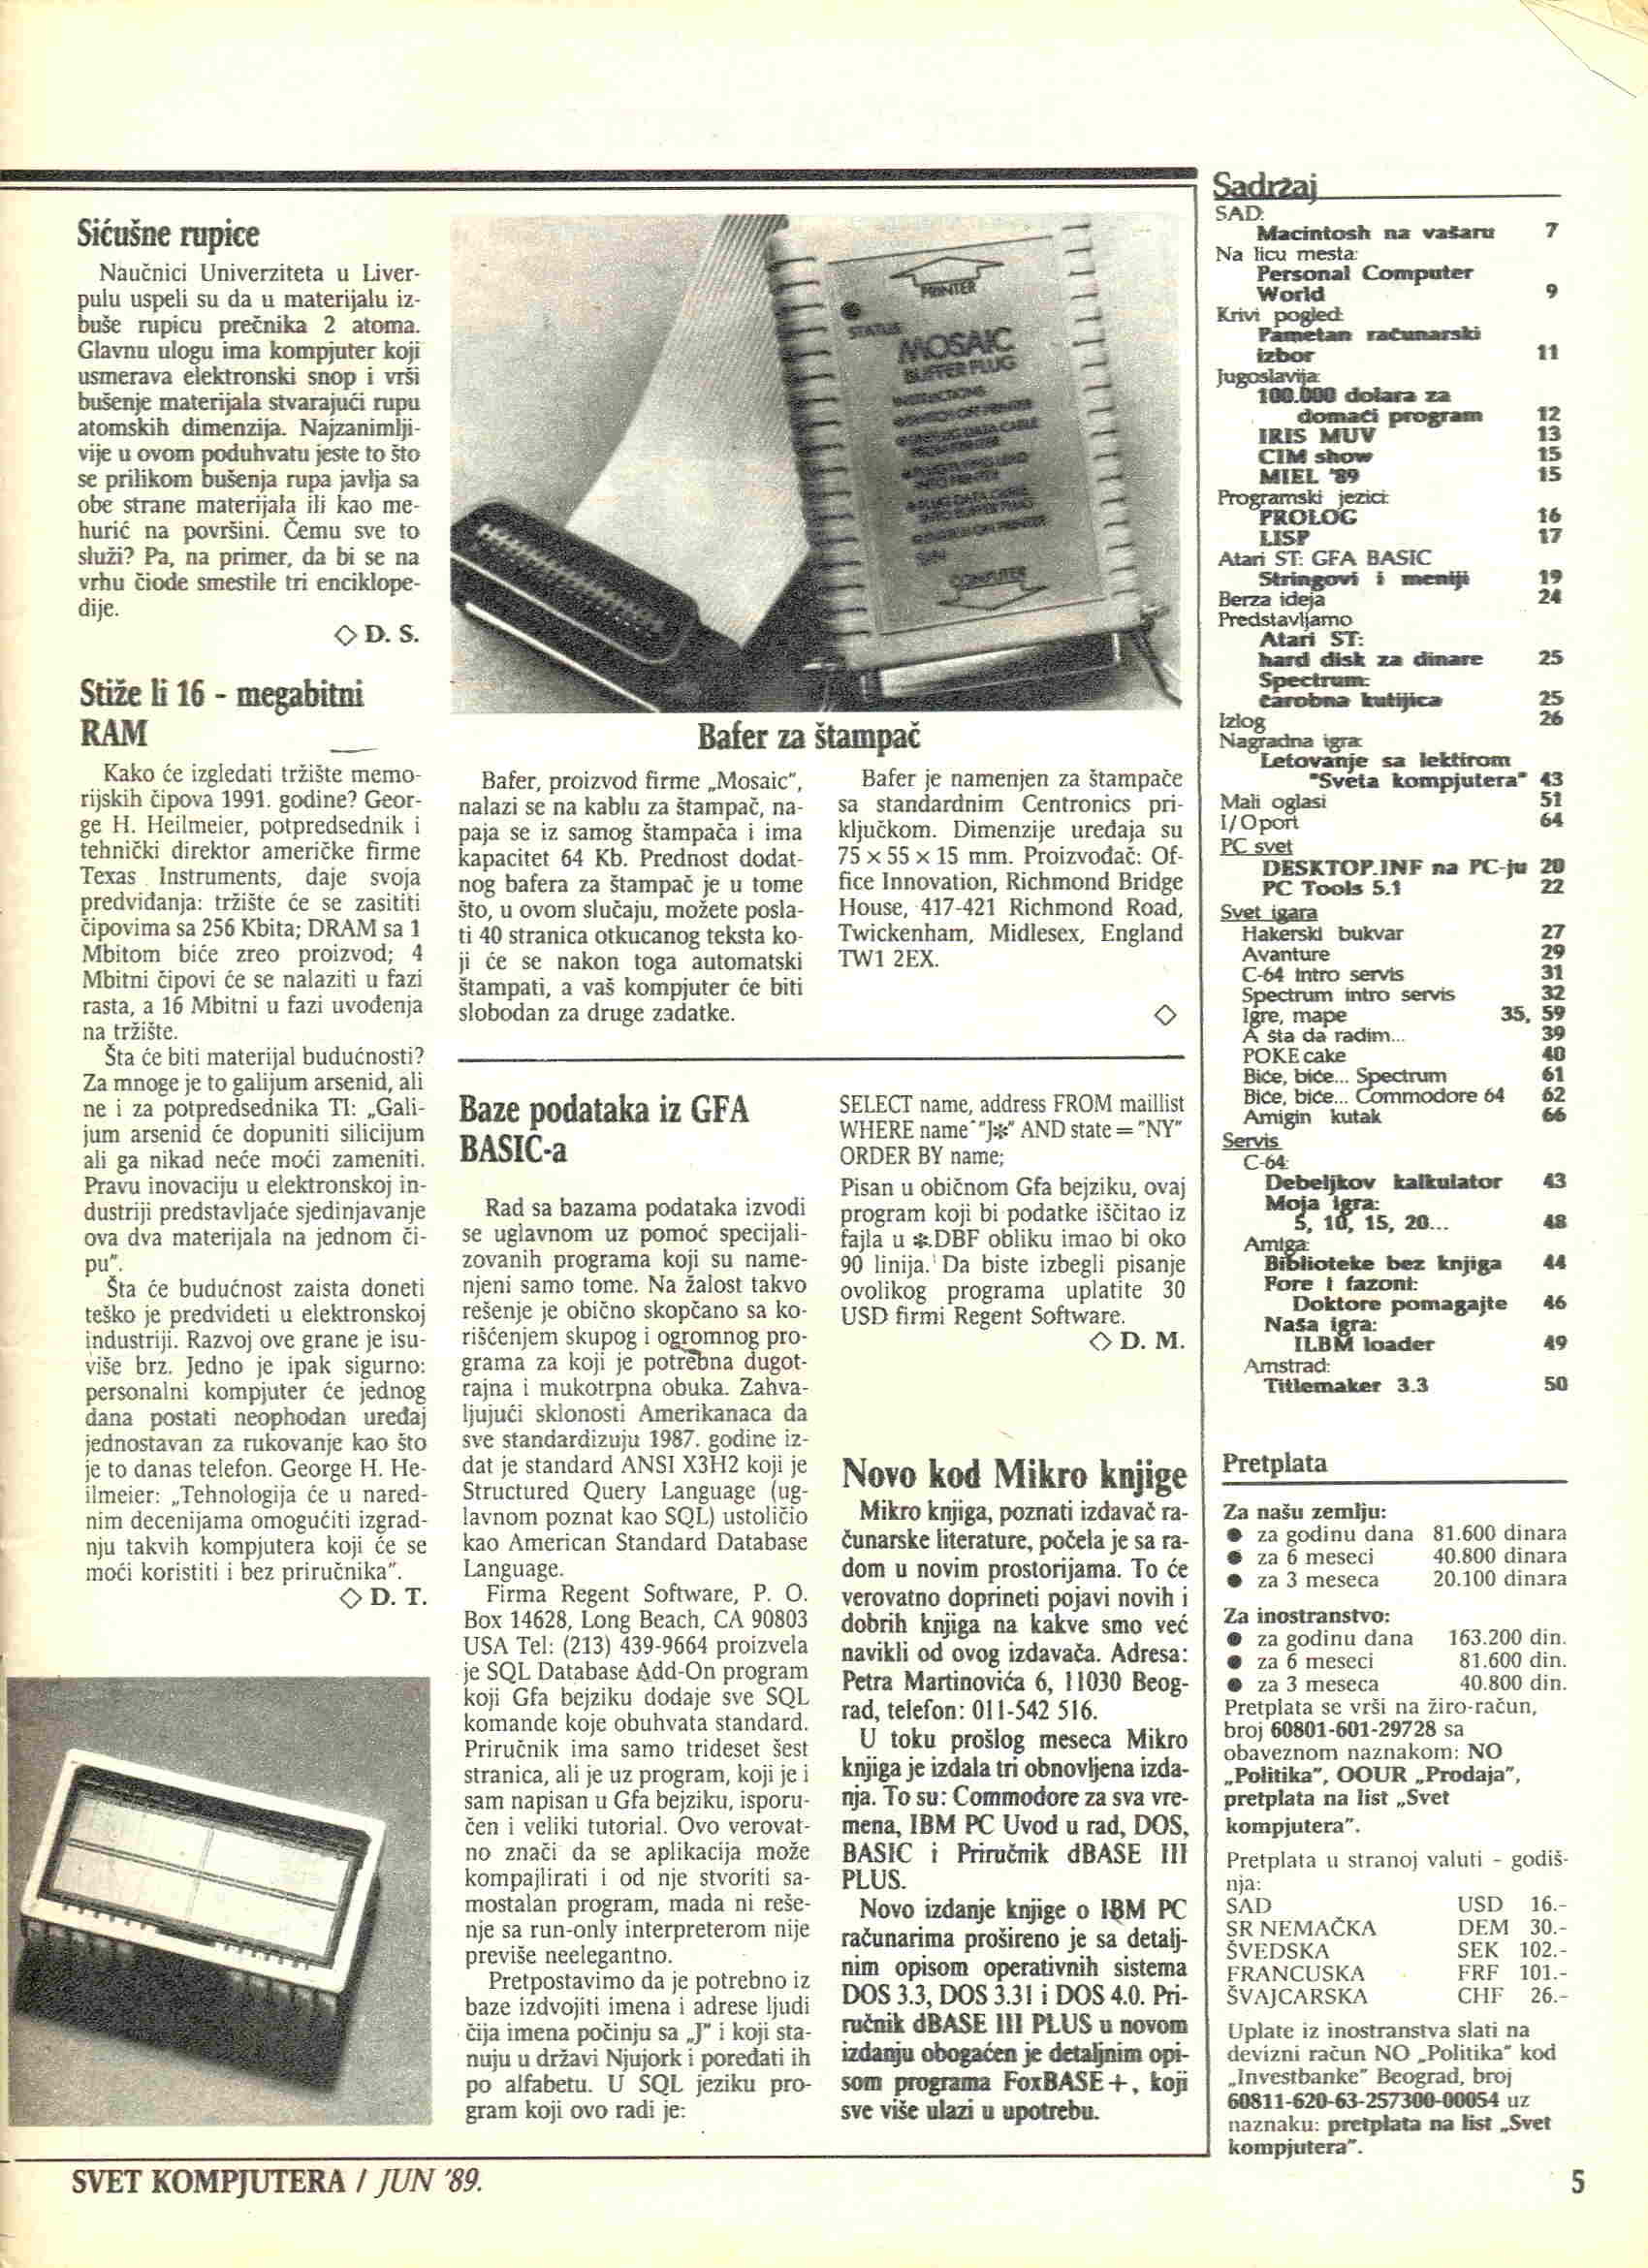 Sićušne rupice
Naučnici Univerziteta u Liver-
pulu uspeli su da u materijalu iz-
buše rupicu prečnika 2 atoma.
Glavnu ulogu ima kompjuter koji
usmerava elektronski snop i vrši
bušenje materijala stvarajući rupu
atomskih dimenzija. Najzanimlji-
vije u ovom poduhvatu jeste to što
se prilikom bušenja rupa javlja sa
obe strane materijala ili kao me-
hurić na površini. Čemu sve to
služi? Pa, na primer, da bi se na
vrhu čiode smestile tri enciklope-
dije.
◇ D. S.
Stiže li 16 - megabitni
RAM
Kako će izgledati tržište memo-
rijskih čipova 1991. godine? Geor-
ge H. Heilmeier, potpredsednik i
tehnički direktor američke firme
Texas Instruments, daje svoja
predviđanja: tržište će se zasititi
čipovima sa 256 Kbita; DRAM sa 1
Mbitom biće zreo proizvod; 4
Mbitni čipovi će se nalaziti u fazi
rasta, a 16 Mbitni u fazi uvođenja
na tržište.
Šta će biti materijal budućnosti?
Za mnoge je to galijum arsenid, ali
ne i za potpredsednika TI: „Gali-
jum arsenid će dopuniti silicijum
ali ga nikad neće moći zameniti.
Pravu inovaciju u elektronskoj in-
dustriji predstavljaće sjedinjavanje
ova dva materijala na jednom či-
pu".
Šta će budućnost zaista doneti
teško je predvideti u elektronskoj
industriji. Razvoj ove grane je isu-
više brz. Jedno je ipak sigurno:
personalni kompjuter će jednog
dana postati neophodan uređaj
jednostavan za rukovanje kao što
je to danas telefon. George H. He-
ilmeier: „Tehnologija će u nared-
nim decenijama omogućiti izgrad-
nju takvih kompjutera koji će se
moći koristiti i bez priručnika".
◇ D. T.
PRINTER
STATUS
MOSAIC
BUFFER PLUG
INSTRUCTIONS
SWITCH OFF PRINTER
UNPLUG DATA CABLE
FROM PRINTER
PLUG DATA CABLE
INTO BUFFER PLUG
SWITCH ON PRINTER
S/N
COMPUTER
Bafer za štampač
Bafer, proizvod firme „Mosaic",
nalazi se na kablu za štampač, na-
paja se iz samog štampača i ima
kapacitet 64 Kb. Prednost dodat-
nog bafera za štampač je u tome
što, u ovom slučaju, možete posla-
ti 40 stranica otkucanog teksta ko-
ji će se nakon toga automatski
štampati, a vaš kompjuter će biti
slobodan za druge zadatke.
Bafer je namenjen za štampače
sa standardnim Centronics pri-
ključkom. Dimenzije uređaja su
75 x 55 x 15 mm. Proizvođač: Of-
fice Innovation, Richmond Bridge
House, 417-421 Richmond Road,
Twickenham, Midlesex, England
TW1 2EX.
◇
Baze podataka iz GFA
BASIC-a
Rad sa bazama podataka izvodi
se uglavnom uz pomoć specijali-
zovanih programa koji su name-
njeni samo tome. Na žalost takvo
rešenje je obično skopčano sa ko-
rišćenjem skupog i ogromnog pro-
grama za koji je potrebna dugot-
rajna i mukotrpna obuka. Zahva-
ljujući sklonosti Amerikanaca da
sve standardizuju 1987. godine iz-
dat je standard ANSI X3H2 koji je
Structured Query Language (ug-
lavnom poznat kao SQL) ustoličio
kao American Standard Database
Language.
Firma Regent Software, P. O.
Box 14628, Long Beach, CA 90803
USA Tel: (213) 439-9664 proizvela
je SQL Database Add-On program
koji Gfa bejziku dodaje sve SQL
komande koje obuhvata standard.
Priručnik ima samo trideset šest
stranica, ali je uz program, koji je i
sam napisan u Gfa bejziku, isporu-
čen i veliki tutorial. Ovo verovat-
no znači da se aplikacija može
kompajlirati i od nje stvoriti sa-
mostalan program, mada ni reše-
nje sa run-only interpreterom nije
previše neelegantno.
Pretpostavimo da je potrebno iz
baze izdvojiti imena i adrese ljudi
čija imena počinju sa „J" i koji sta-
nuju u državi Njujork i poređati ih
po alfabetu. U SQL jeziku pro-
gram koji ovo radi je:
SELECT name, address FROM maillist
WHERE name˜"J*" AND state = "NY"
ORDER BY name;
Pisan u običnom Gfa bejziku, ovaj
program koji bi podatke iščitao iz
fajla u *.DBF obliku imao bi oko
90 linija. Da biste izbegli pisanje
ovolikog programa uplatite 30
USD firmi Regent Software.
◇ D. M.
Novo kod Mikro knjige
Mikro knjiga, poznati izdavač ra-
čunarske literature, počela je sa ra-
dom u novim prostorijama. To će
verovatno doprineti pojavi novih i
dobrih knjiga na kakve smo već
navikli od ovog izdavača. Adresa:
Petra Martinovića 6, 11030 Beog-
rad, telefon: 011-542 516.
U toku prošlog meseca Mikro
knjiga je izdala tri obnovljena izda-
nja. To su: Commodore za sva vre-
mena, IBM PC Uvod u rad, DOS,
BASIC i Priručnik dBASE III
PLUS.
Novo izdanje knjige o IBM PC
računarima prošireno je sa detalj-
nim opisom operativnih sistema
DOS 3.3, DOS 3.31 i DOS 4.0. Pri-
ručnik dBASE III PLUS u novom
izdanju obogaćen je detaljnim opi-
som programa FoxBASE+, koji
sve više ulazi u upotrebu.
Sadržaj
SAD:
Macintosh na vašaru 7
Na licu mesta:
Personal Computer
World 9
Krivi pogled:
Pametan računarski
izbor 11
Jugoslavija:
100.000 dolara za
domaći program 12
IRIS MUV 13
CIM show 15
MIEL '89 15
Programski jezici:
PROLOG 16
LISP 17
Atari ST: GFA BASIC
Stringovi i meniji 19
Berza ideja 24
Predstavljamo
Atari ST:
hard disk za dinare 25
Spectrum:
čarobna kutijica 25
Izlog 26
Nagradna igra:
Letovanje sa lektirom
"Sveta kompjutera" 43
Mali oglasi 51
I/O port 64
PC svet
DESKTOP.INF na PC-ju 20
PC Tools 5.1 22
Svet igara
Hakerski bukvar 27
Avanture 29
C-64 intro servis 31
Spectrum intro servis 32
Igre, mape 35, 59
A šta da radim... 39
POKE cake 40
Biće, biće... Spectrum 61
Biće, biće... Commodore 64 62
Amigin kutak 66
Servis
C-64:
Debeljkov kalkulator 43
Moja igra:
5, 10, 15, 20... 48
Amiga:
Biblioteke bez knjiga 44
Fore i fazoni:
Doktore pomagajte 46
Naša igra:
ILBM loader 49
Amstrad:
Titlemaker 3.3 50
Pretplata
Za našu zemlju:
● za godinu dana 81.600 dinara
● za 6 meseci 40.800 dinara
● za 3 meseca 20.100 dinara
Za inostranstvo:
● za godinu dana 163.200 din.
● za 6 meseci 81.600 din.
● za 3 meseca 40.800 din.
Pretplata se vrši na žiro-račun,
broj 60801-601-29728 sa
obaveznom naznakom: NO
„Politika", OOUR „Prodaja",
pretplata na list „Svet
kompjutera".
Pretplata u stranoj valuti - godiš-
nja:
SAD USD 16.-
SR NEMAČKA DEM 30.-
ŠVEDSKA SEK 102.-
FRANCUSKA FRF 101.-
ŠVAJCARSKA CHF 26.-
Uplate iz inostranstva slati na
devizni račun NO „Politika" kod
„Investbanke" Beograd, broj
60811-620-63-257300-00054 uz
naznaku: pretplata na list „Svet
kompjutera".
SVET KOMPJUTERA / JUN '89.
5